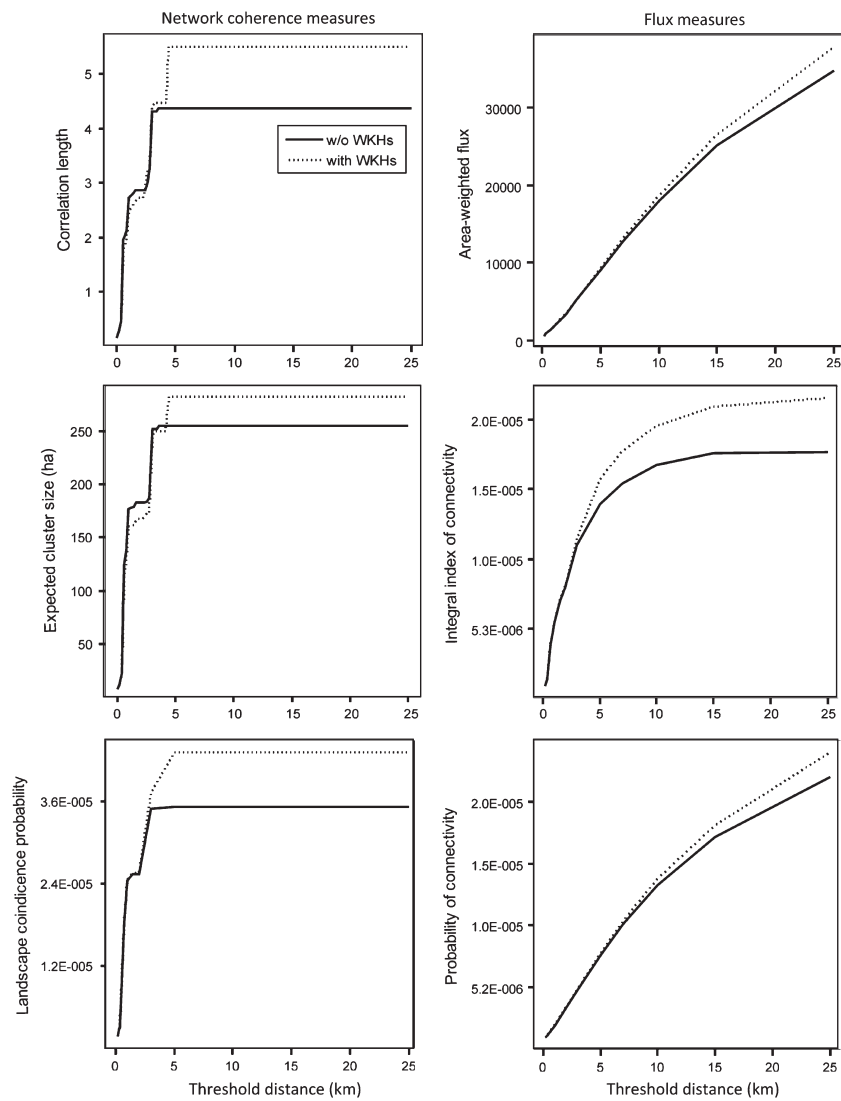 Network coherence measures
Flux measures
Correlation length
5
4
3
2
1
0 5 10 15 20 25
w/o WKHs
with WKHs
Area-weighted flux
30000
20000
10000
0
0 5 10 15 20 25
Expected cluster size (ha)
250
200
150
100
50
0 5 10 15 20 25
Integral index of connectivity
2.0E-005
1.5E-005
1.0E-005
5.3E-006
0 5 10 15 20 25
Landscape coindicence probability
3.6E-005
2.4E-005
1.2E-005
0 5 10 15 20 25
Threshold distance (km)
Probability of connectivity
2.0E-005
1.5E-005
1.0E-005
5.2E-006
0 5 10 15 20 25
Threshold distance (km)